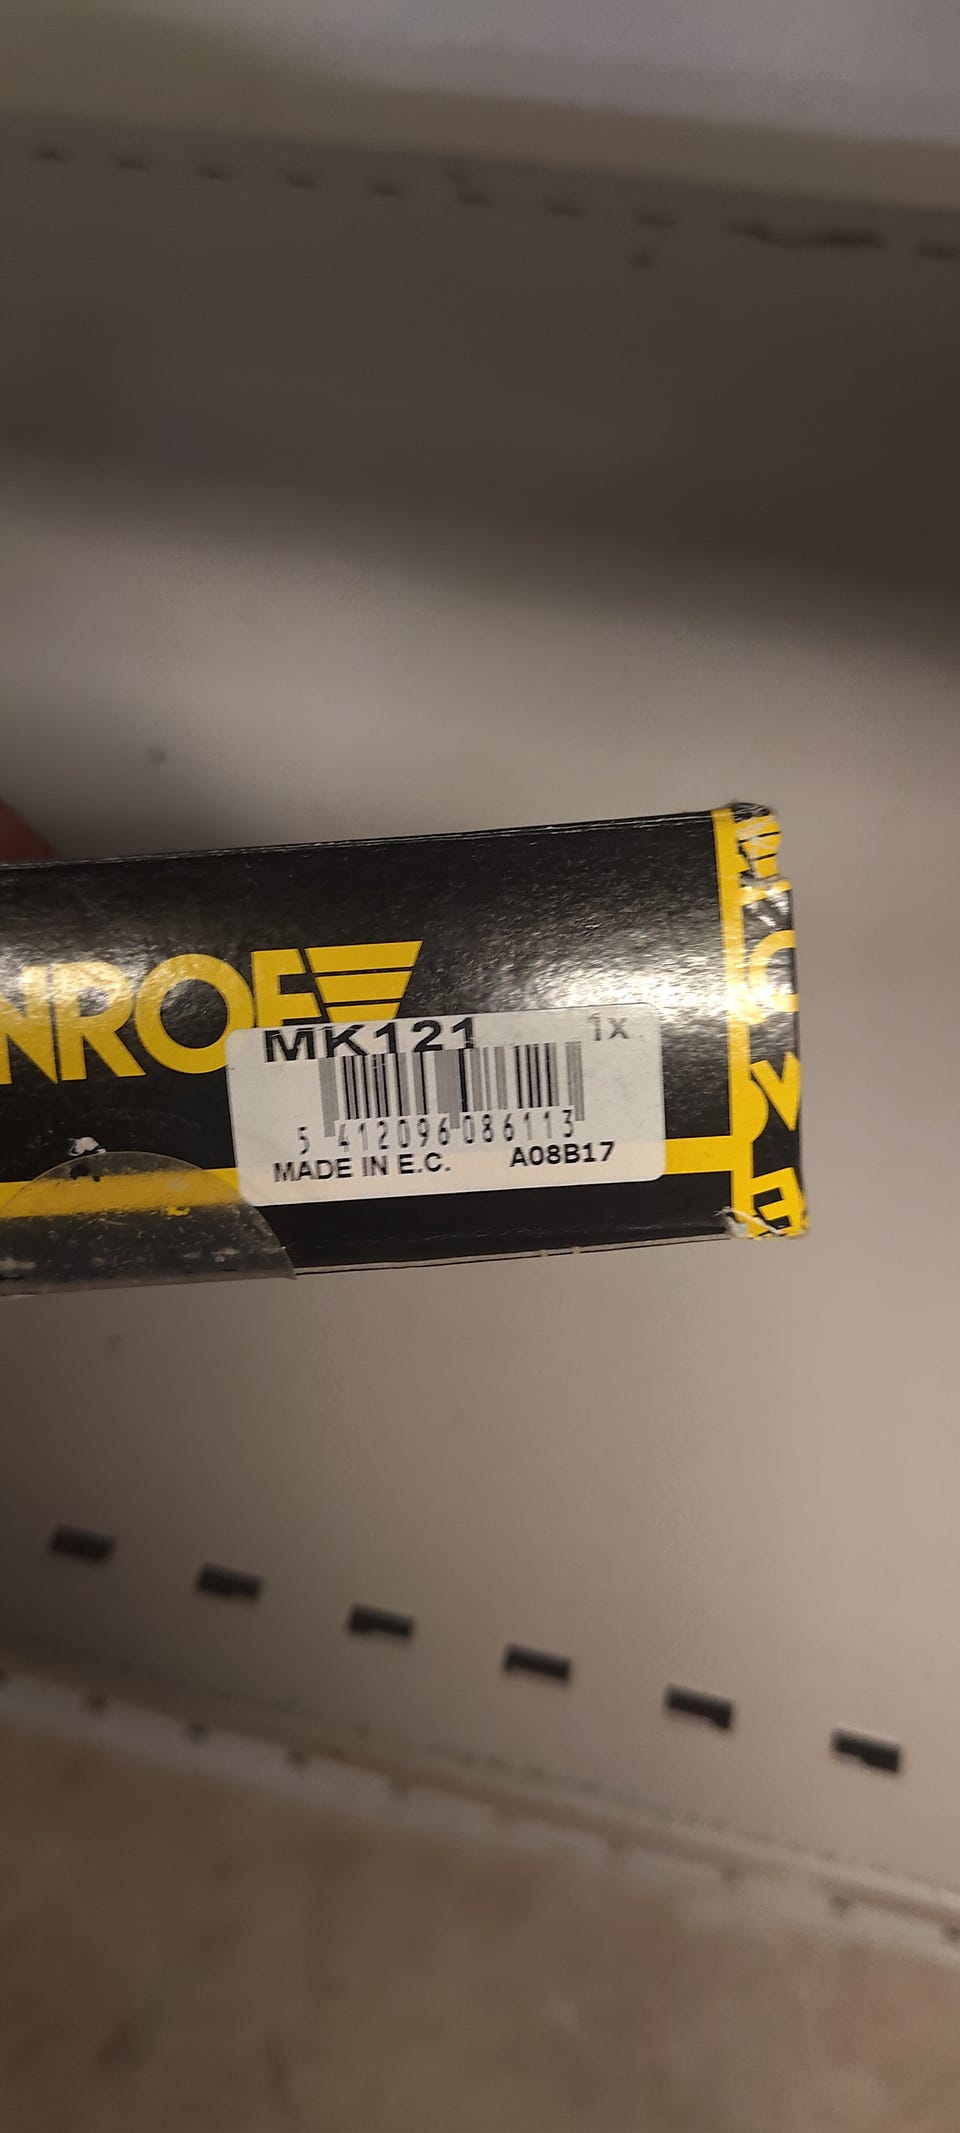 NROE
MK121 1x
5 412096 086113
MADE IN E.C. A08B17